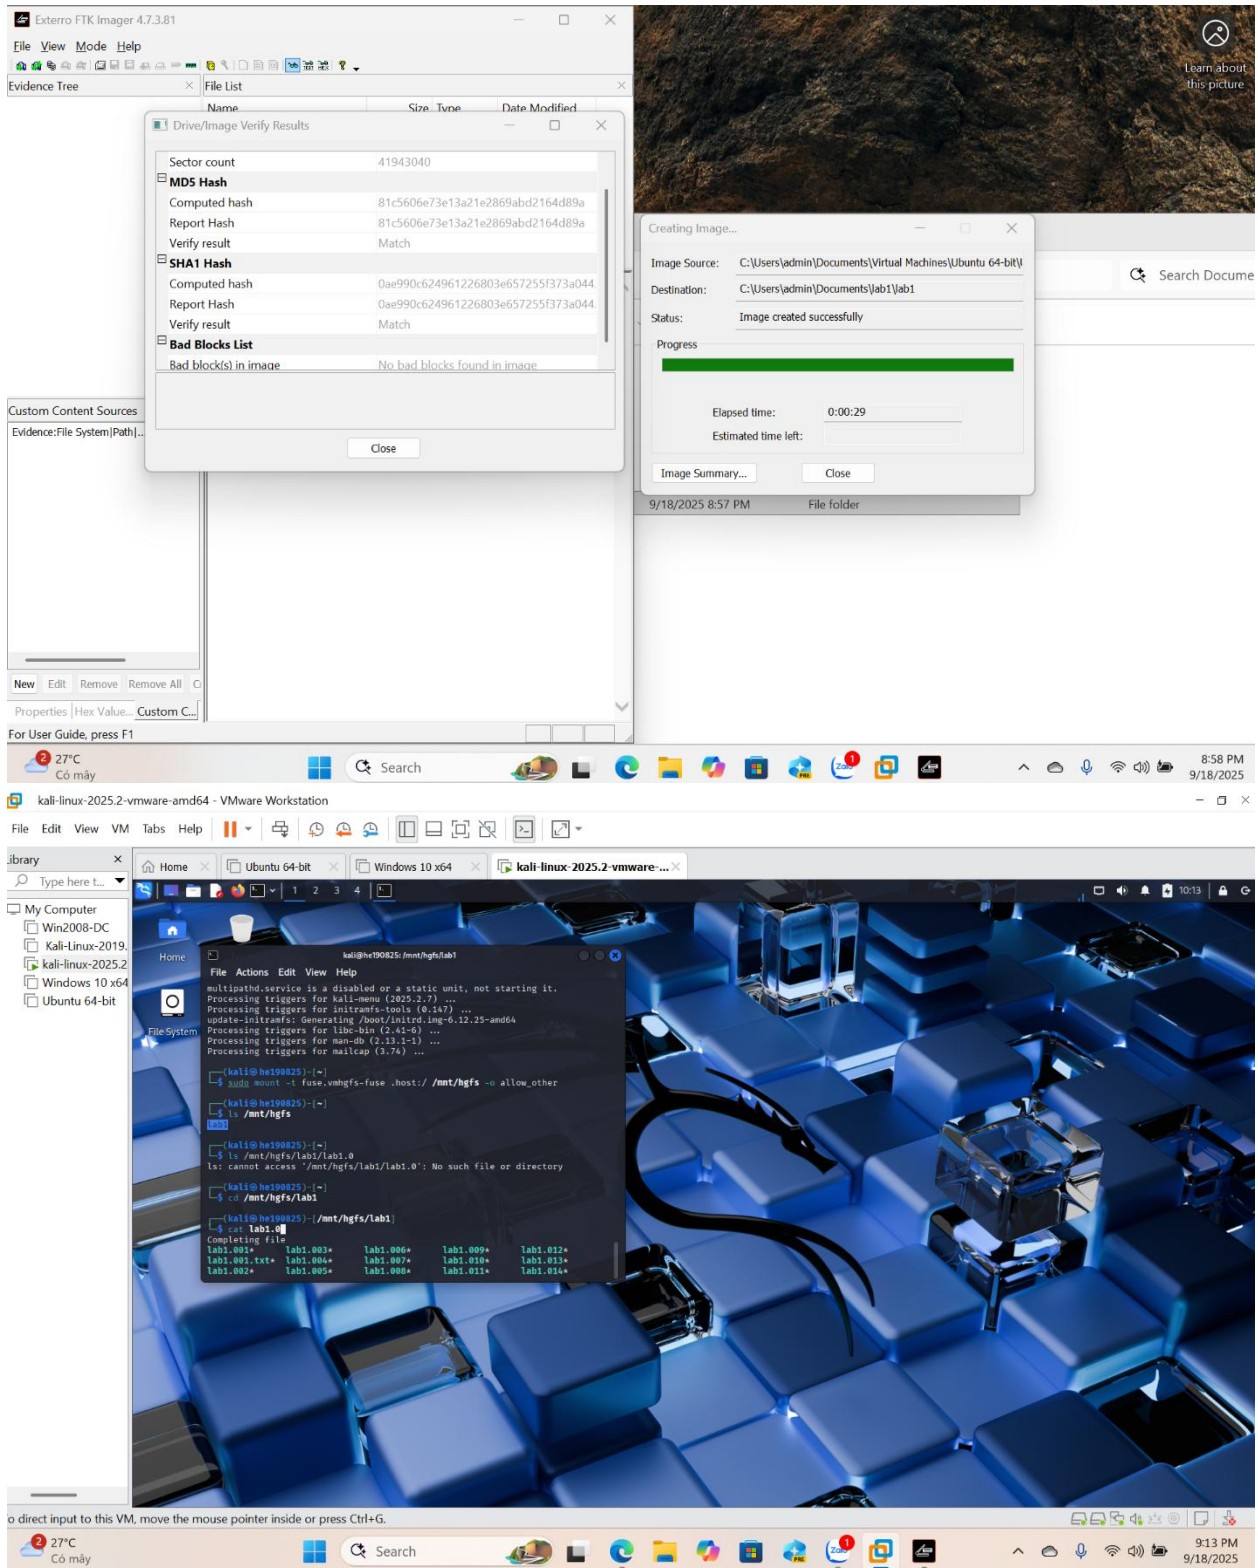 Exterro FTK Imager 4.7.3.81
File View Mode Help
Evidence Tree
File List
Name Size Type Date Modified
Learn about
this picture
Drive/Image Verify Results
Sector count 41943040
MD5 Hash
Computed hash 81c5606e73e13a21e2869abd2164d89a
Report Hash 81c5606e73e13a21e2869abd2164d89a
Verify result Match
SHA1 Hash
Computed hash 0ae990c624961226803e657255f373a044
Report Hash 0ae990c624961226803e657255f373a044
Verify result Match
Bad Blocks List
Bad block(s) in image No bad blocks found in image
Close
Creating Image...
Image Source: C:\Users\admin\Documents\Virtual Machines\Ubuntu 64-bit\
Destination: C:\Users\admin\Documents\lab1\lab1
Status: Image created successfully
Progress
Elapsed time: 0:00:29
Estimated time left:
Image Summary... Close
Search Docume
9/18/2025 8:57 PM File folder
Custom Content Sources
Evidence:File System|Path|...
New Edit Remove Remove All
Properties Hex Value... Custom C...
For User Guide, press F1
2
27°C
Có mây
Search
PRE
Zalo
1
8:58 PM
9/18/2025
kali-linux-2025.2-vmware-amd64 - VMware Workstation
File Edit View VM Tabs Help
ibrary
Type here t...
Home Ubuntu 64-bit Windows 10 x64 kali-linux-2025.2-vmware-...
My Computer
Win2008-DC
Kali-Linux-2019.
kali-linux-2025.2
Windows 10 x64
Ubuntu 64-bit
1 2 3 4
10:13
Home
File System
kali@he190825: /mnt/hgfs/lab1
File Actions Edit View Help
multipathd.service is a disabled or a static unit, not starting it.
Processing triggers for kali-menu (2025.2.7) ...
Processing triggers for initramfs-tools (0.147) ...
update-initramfs: Generating /boot/initrd.img-6.12.25-amd64
Processing triggers for libc-bin (2.41-6) ...
Processing triggers for man-db (2.13.1-1) ...
Processing triggers for mailcap (3.74) ...
(kali㉿he190825)-[~]
$ sudo mount -t fuse.vmhgfs-fuse .host:/ /mnt/hgfs -o allow_other
(kali㉿he190825)-[~]
$ ls /mnt/hgfs
lab1
(kali㉿he190825)-[~]
$ ls /mnt/hgfs/lab1/lab1.0
ls: cannot access '/mnt/hgfs/lab1/lab1.0': No such file or directory
(kali㉿he190825)-[~]
$ cd /mnt/hgfs/lab1
(kali㉿he190825)-[/mnt/hgfs/lab1]
$ cat lab1.0
Completing file
lab1.001* lab1.003* lab1.006* lab1.009* lab1.012*
lab1.001.txt* lab1.004* lab1.007* lab1.010* lab1.013*
lab1.002* lab1.005* lab1.008* lab1.011* lab1.014*
o direct input to this VM, move the mouse pointer inside or press Ctrl+G.
2
27°C
Có mây
Search
PRE
Zalo
1
9:13 PM
9/18/2025